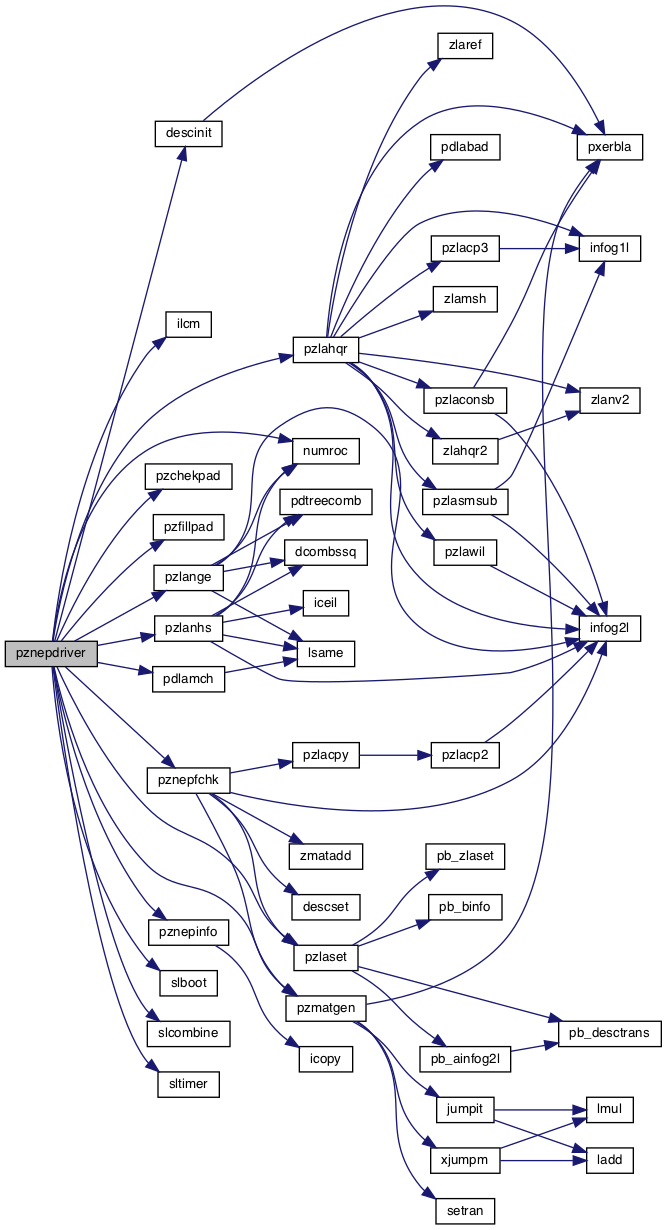 zlaref
descinit
pxerbla
pdlabad
pzlacp3
infog1l
zlamsh
ilcm
pzlahqr
pzlaconsb
zlanv2
numroc
zlahqr2
pzchekpad
pdtreecomb
pzlasmsub
pzfillpad
dcombssq
pzlawil
pzlange
iceil
pzlanhs
infog2l
pznepdriver
lsame
pdlamch
pzlacpy
pzlacp2
pznepfchk
zmatadd
pb_zlaset
descset
pb_binfo
pznepinfo
pzlaset
slboot
pzmatgen
slcombine
pb_desctrans
icopy
pb_ainfog2l
sltimer
jumpit
lmul
xjumpm
ladd
setran